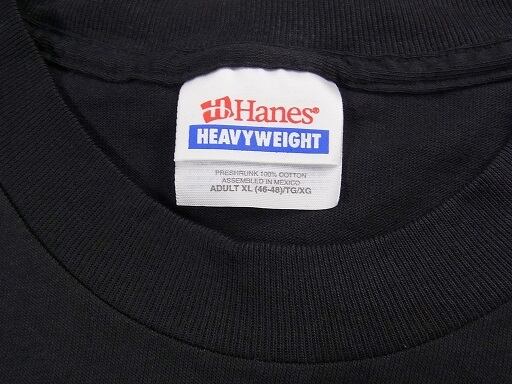 Hanes®
HEAVYWEIGHT
PRESHRUNK 100% COTTON
ASSEMBLED IN MEXICO
ADULT XL (46-48)/TG/XG